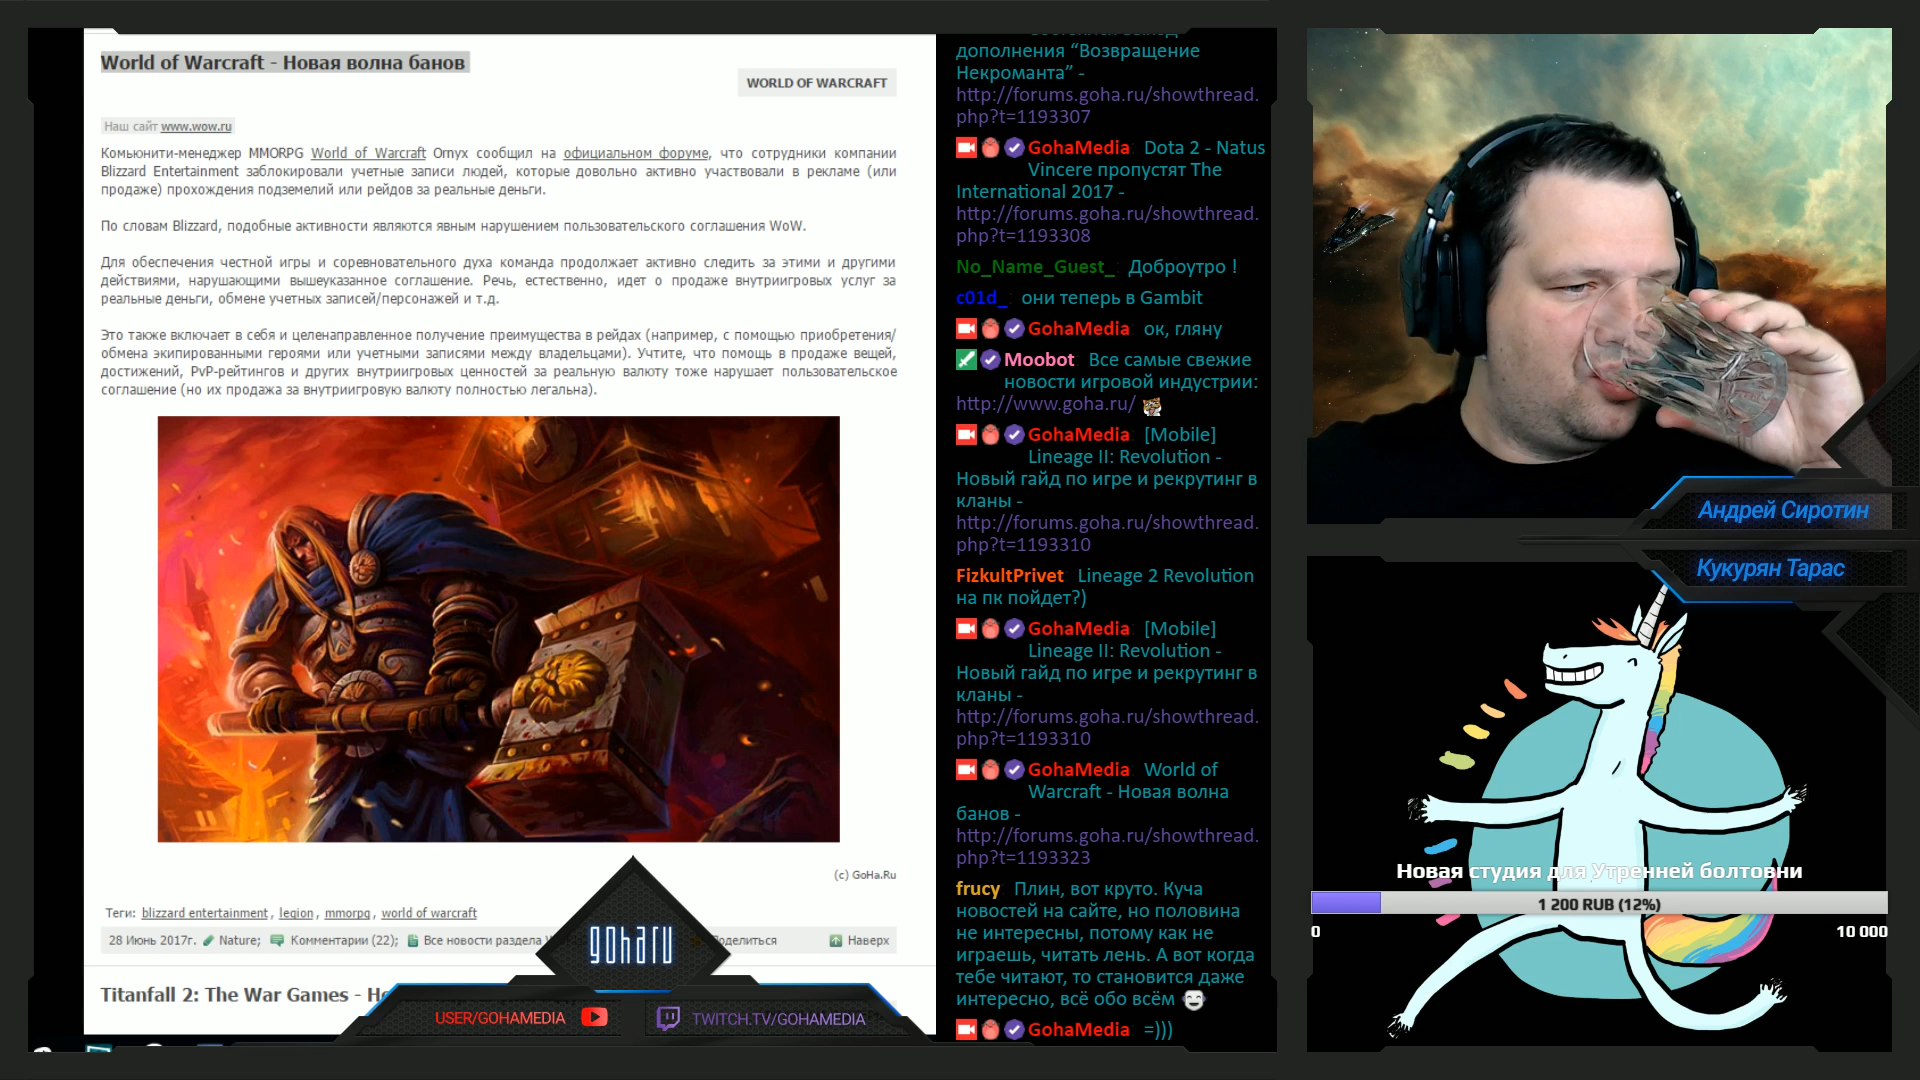 World of Warcraft - Новая волна банов
WORLD OF WARCRAFT
Наш сайт www.wow.ru
Комьюнити-менеджер MMORPG World of Warcraft Ornyx сообщил на официальном форуме, что сотрудники компании
Blizzard Entertainment заблокировали учетные записи людей, которые довольно активно участвовали в рекламе (или
продаже) прохождения подземелий или рейдов за реальные деньги.
По словам Blizzard, подобные активности являются явным нарушением пользовательского соглашения WoW.
Для обеспечения честной игры и соревновательного духа команда продолжает активно следить за этими и другими
действиями, нарушающими вышеуказанное соглашение. Речь, естественно, идет о продаже внутриигровых услуг за
реальные деньги, обмене учетных записей/персонажей и т.д.
Это также включает в себя и целенаправленное получение преимущества в рейдах (например, с помощью приобретения/
обмена экипированными героями или учетными записями между владельцами). Учтите, что помощь в продаже вещей,
достижений, PvP-рейтингов и других внутриигровых ценностей за реальную валюту тоже нарушает пользовательское
соглашение (но их продажа за внутриигровую валюту полностью легальна).
(c) GoHa.Ru
Теги: blizzard entertainment, legion, mmorpg, world of warcraft
28 Июнь 2017г. Nature; Комментарии (22); Все новости раздела
Поделиться
Наверх
Titanfall 2: The War Games -
goharu
USER/GOHAMEDIA
TWITCH.TV/GOHAMEDIA
дополнения “Возвращение
Некроманта” -
http://forums.goha.ru/showthread.
php?t=1193307
GohaMedia Dota 2 - Natus
Vincere пропустят The
International 2017 -
http://forums.goha.ru/showthread.
php?t=1193308
No_Name_Guest_ Доброутро !
c01d_ они теперь в Gambit
GohaMedia ок, гляну
Moobot Все самые свежие
новости игровой индустрии:
http://www.goha.ru/
GohaMedia [Mobile]
Lineage II: Revolution -
Новый гайд по игре и рекрутинг в
кланы -
http://forums.goha.ru/showthread.
php?t=1193310
FizkultPrivet Lineage 2 Revolution
на пк пойдет?)
GohaMedia [Mobile]
Lineage II: Revolution -
Новый гайд по игре и рекрутинг в
кланы -
http://forums.goha.ru/showthread.
php?t=1193310
GohaMedia World of
Warcraft - Новая волна
банов -
http://forums.goha.ru/showthread.
php?t=1193323
frucy Плин, вот круто. Куча
новостей на сайте, но половина
не интересны, потому как не
играешь, читать лень. А вот когда
тебе читают, то становится даже
интересно, всё обо всём
GohaMedia =)))
Андрей Сиротин
Кукурян Тарас
Новая студия для Утренней болтовни
1 200 RUB (12%)
0
10 000